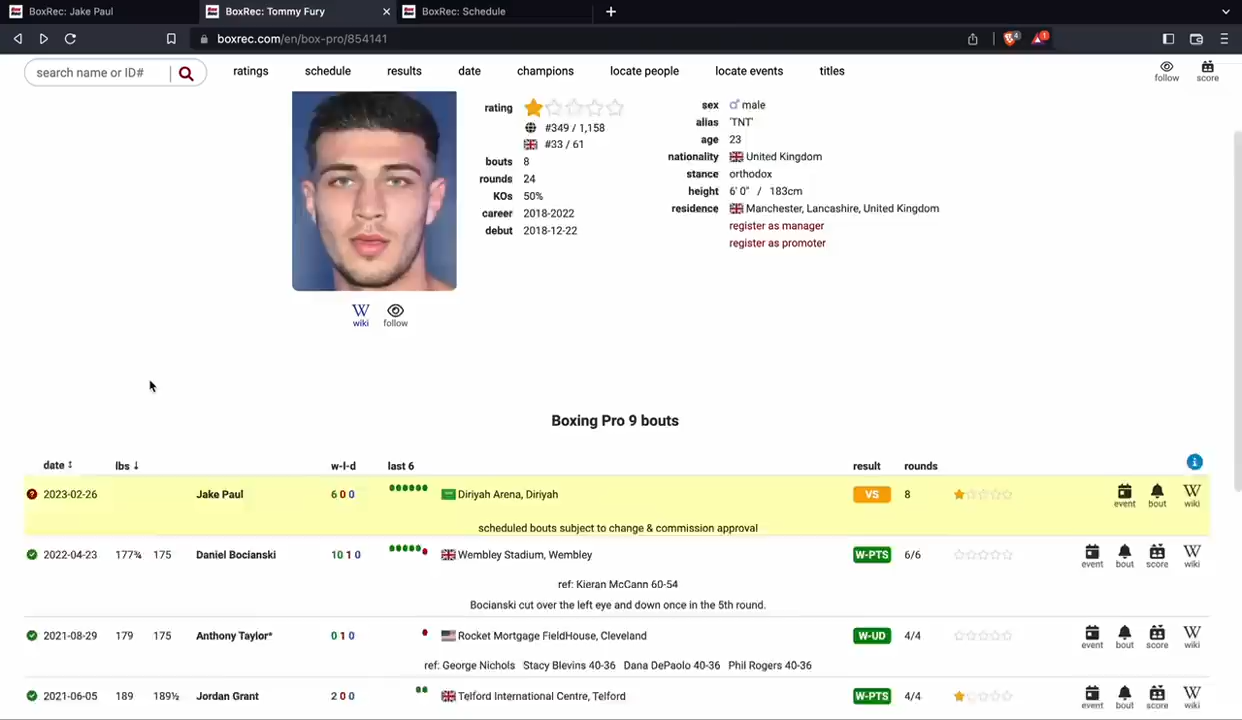 BoxRec: Jake Paul
BoxRec: Tommy Fury
BoxRec: Schedule
boxrec.com/en/box-pro/854141
4
1
search name or ID#
ratings schedule results date champions locate people locate events titles
follow score
rating
#349 / 1,158
#33 / 61
bouts 8
rounds 24
KOs 50%
career 2018-2022
debut 2018-12-22
sex male
alias 'TNT'
age 23
nationality United Kingdom
stance orthodox
height 6' 0" / 183cm
residence Manchester, Lancashire, United Kingdom
register as manager
register as promoter
W
wiki follow
Boxing Pro 9 bouts
date lbs w-l-d last 6 result rounds
2023-02-26 Jake Paul 6 0 0 Diriyah Arena, Diriyah VS 8 event bout wiki
scheduled bouts subject to change & commission approval
2022-04-23 177¾ 175 Daniel Bocianski 10 1 0 Wembley Stadium, Wembley W-PTS 6/6 event bout score wiki
ref: Kieran McCann 60-54
Bocianski cut over the left eye and down once in the 5th round.
2021-08-29 179 175 Anthony Taylor* 0 1 0 Rocket Mortgage FieldHouse, Cleveland W-UD 4/4 event bout score wiki
ref: George Nichols Stacy Blevins 40-36 Dana DePaolo 40-36 Phil Rogers 40-36
2021-06-05 189 189½ Jordan Grant 2 0 0 Telford International Centre, Telford W-PTS 4/4 event bout score wiki